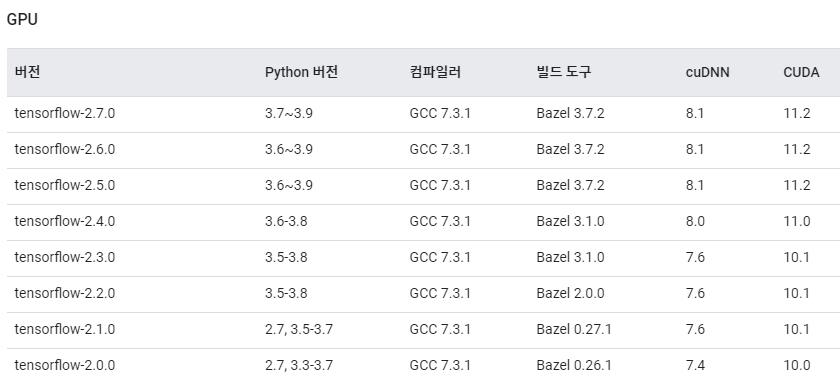 GPU
버전 Python 버전 컴파일러 빌드 도구 cuDNN CUDA
tensorflow-2.7.0 3.7~3.9 GCC 7.3.1 Bazel 3.7.2 8.1 11.2
tensorflow-2.6.0 3.6~3.9 GCC 7.3.1 Bazel 3.7.2 8.1 11.2
tensorflow-2.5.0 3.6~3.9 GCC 7.3.1 Bazel 3.7.2 8.1 11.2
tensorflow-2.4.0 3.6-3.8 GCC 7.3.1 Bazel 3.1.0 8.0 11.0
tensorflow-2.3.0 3.5-3.8 GCC 7.3.1 Bazel 3.1.0 7.6 10.1
tensorflow-2.2.0 3.5-3.8 GCC 7.3.1 Bazel 2.0.0 7.6 10.1
tensorflow-2.1.0 2.7, 3.5-3.7 GCC 7.3.1 Bazel 0.27.1 7.6 10.1
tensorflow-2.0.0 2.7, 3.3-3.7 GCC 7.3.1 Bazel 0.26.1 7.4 10.0